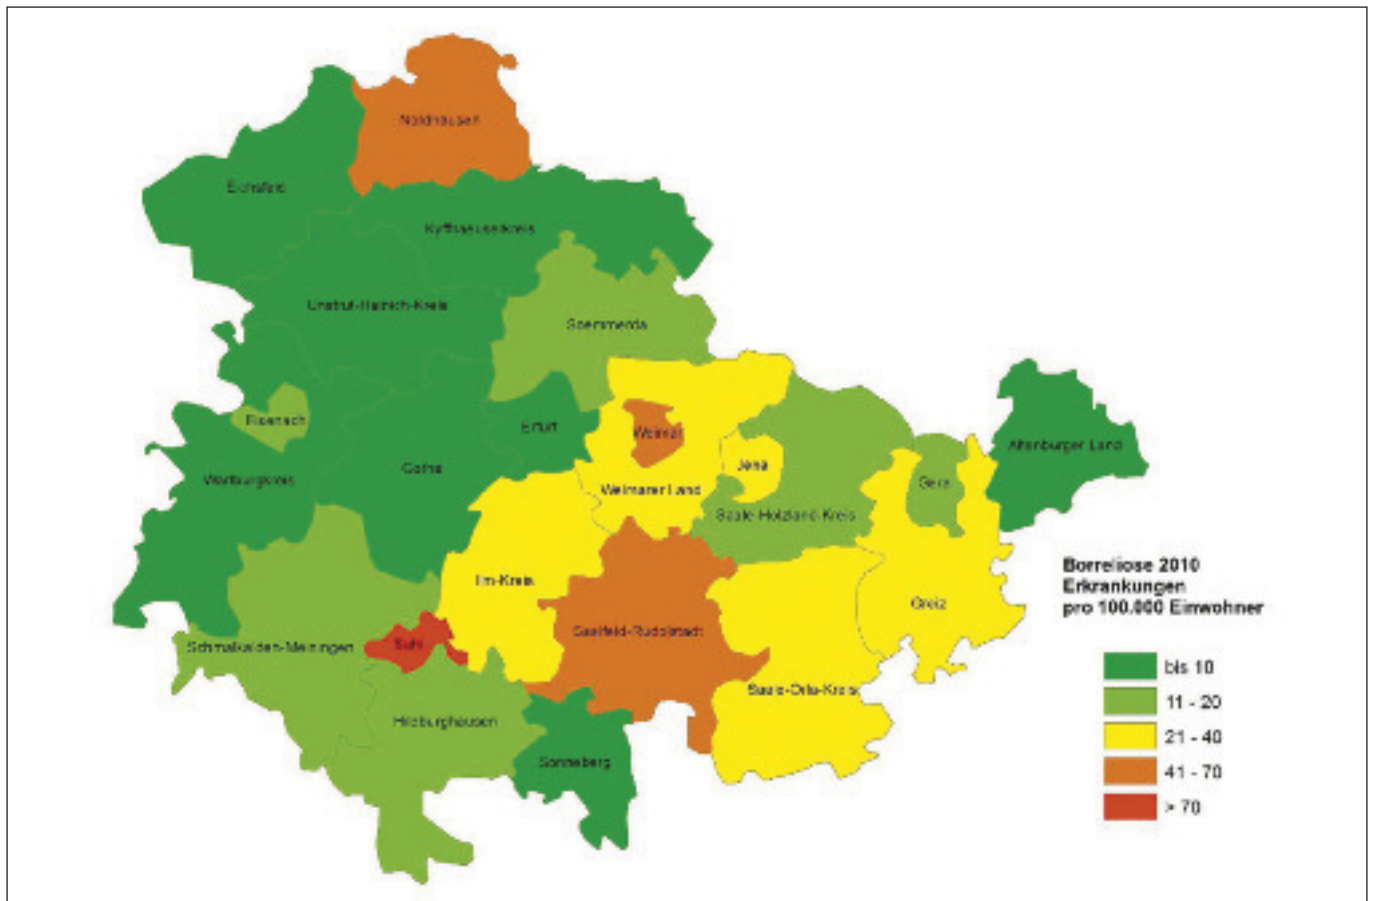 Nordhausen
Eichsfeld
Kyffhaeuserkreis
Unstrut-Hainich-Kreis
Soemmerda
Eisenach
Erfurt
Weimar
Altenburger Land
Gotha
Jena
Wartburgkreis
Weimarer Land
Gera
Saale-Holzland-Kreis
Ilm-Kreis
Greiz
Saalfeld-Rudolstadt
Suhl
Schmalkalden-Meiningen
Saale-Orla-Kreis
Hildburghausen
Sonneberg
Borreliose 2010
Erkrankungen
pro 100.000 Einwohner
bis 10
11 - 20
21 - 40
41 - 70
> 70